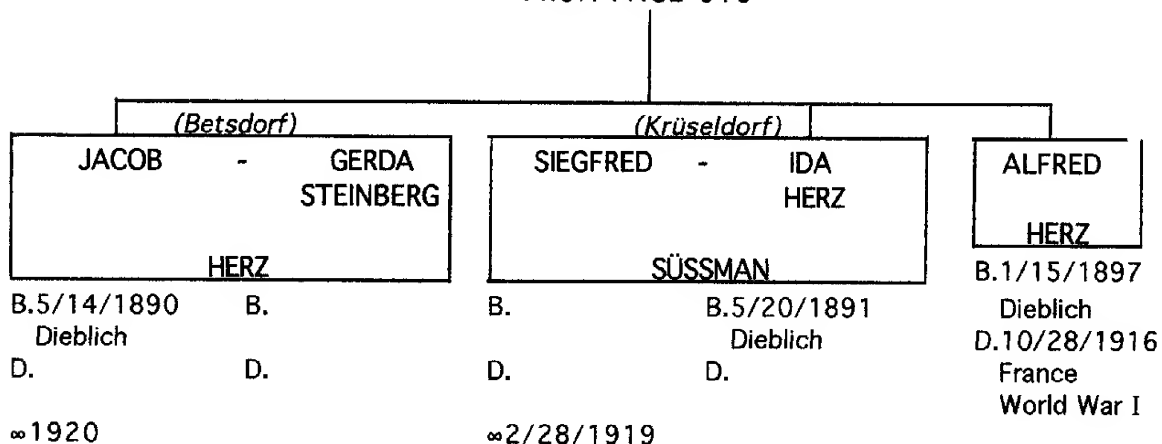 (Betsdorf)
JACOB - GERDA
STEINBERG
HERZ
B.5/14/1890 B.
Dieblich
D. D.
∞1920
(Krüseldorf)
SIEGFRED - IDA
HERZ
SÜSSMAN
B. B.5/20/1891
Dieblich
D. D.
∞2/28/1919
ALFRED
HERZ
B.1/15/1897
Dieblich
D.10/28/1916
France
World War I